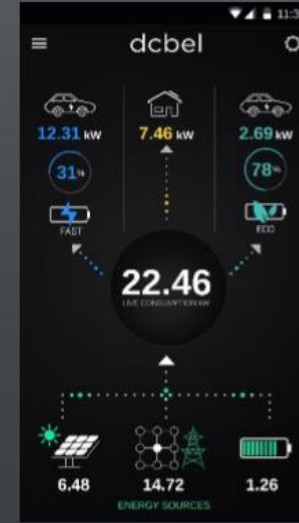 dcbel
12.31 kW 7.46 kW 2.69 kW
31% 78%
FAST ECO
22.46
LIVE CONSUMPTION kW
6.48 14.72 1.26
ENERGY SOURCES